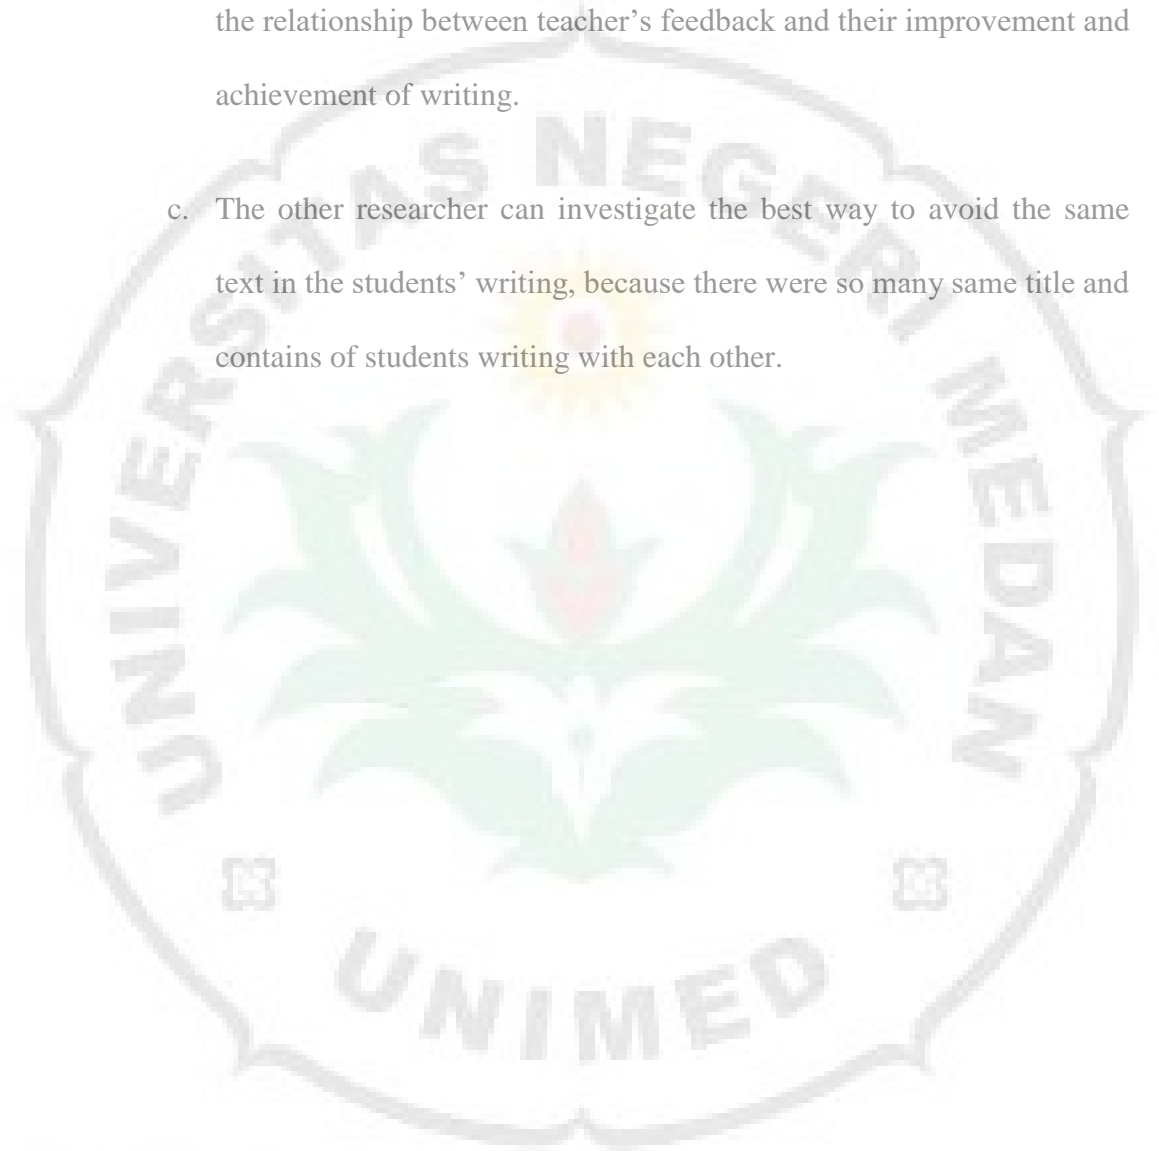 the relationship between teacher’s feedback and their improvement and
achievement of writing.
c. The other researcher can investigate the best way to avoid the same
text in the students’ writing, because there were so many same title and
contains of students writing with each other.
UNIVERSITAS NEGERI MEDAN
UNIMED